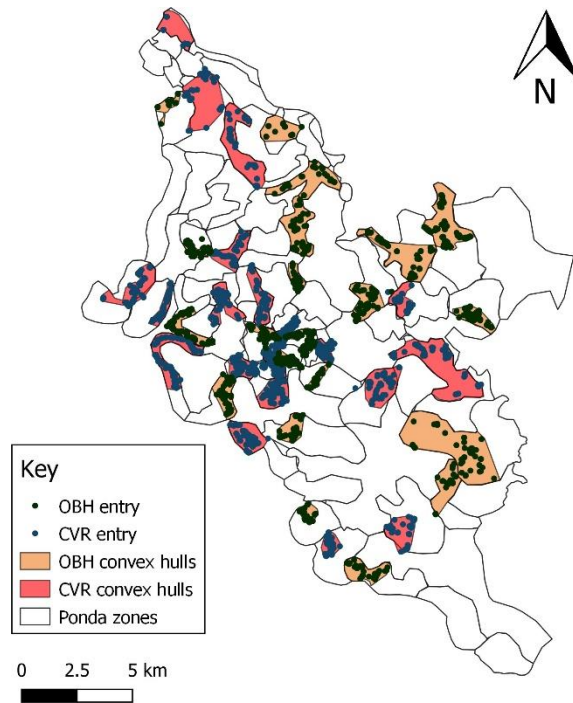 N
Key
OBH entry
CVR entry
OBH convex hulls
CVR convex hulls
Ponda zones
0 2.5 5 km